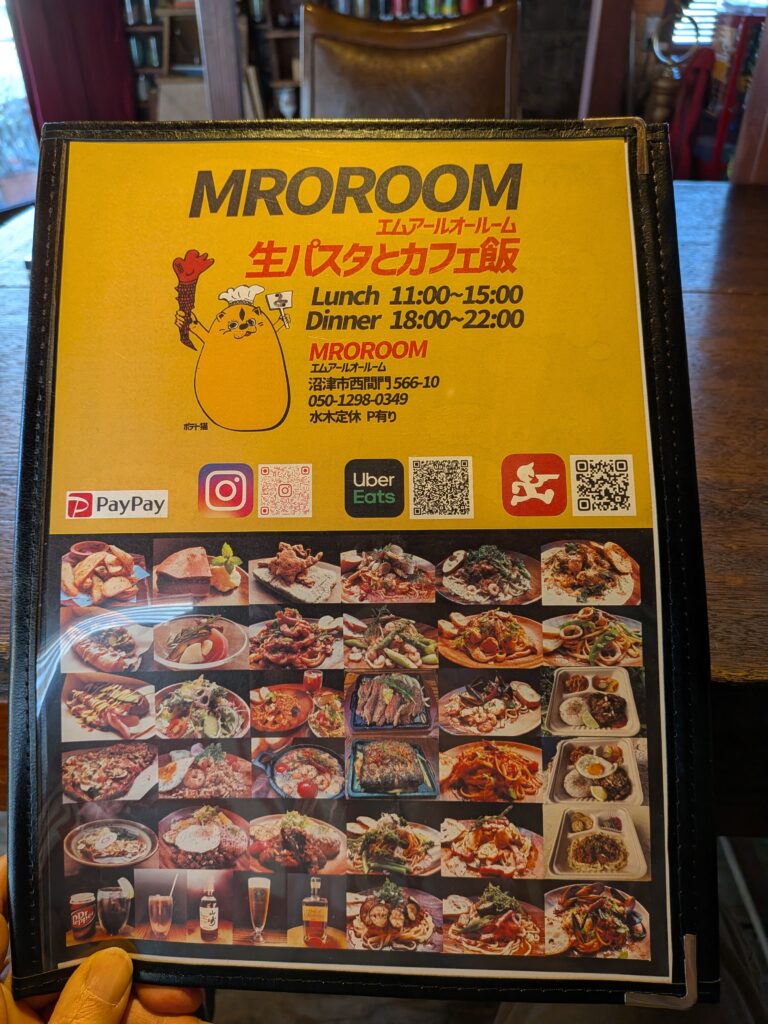 MROROOM
エムアールオールーム
生パスタとカフェ飯
Lunch 11:00~15:00
Dinner 18:00~22:00
MROROOM
エムアールオールーム
沼津市西間門566-10
050-1298-0349
水木定休 P有り
ポテト猫
PayPay
Uber
Eats
Dr
Pepper